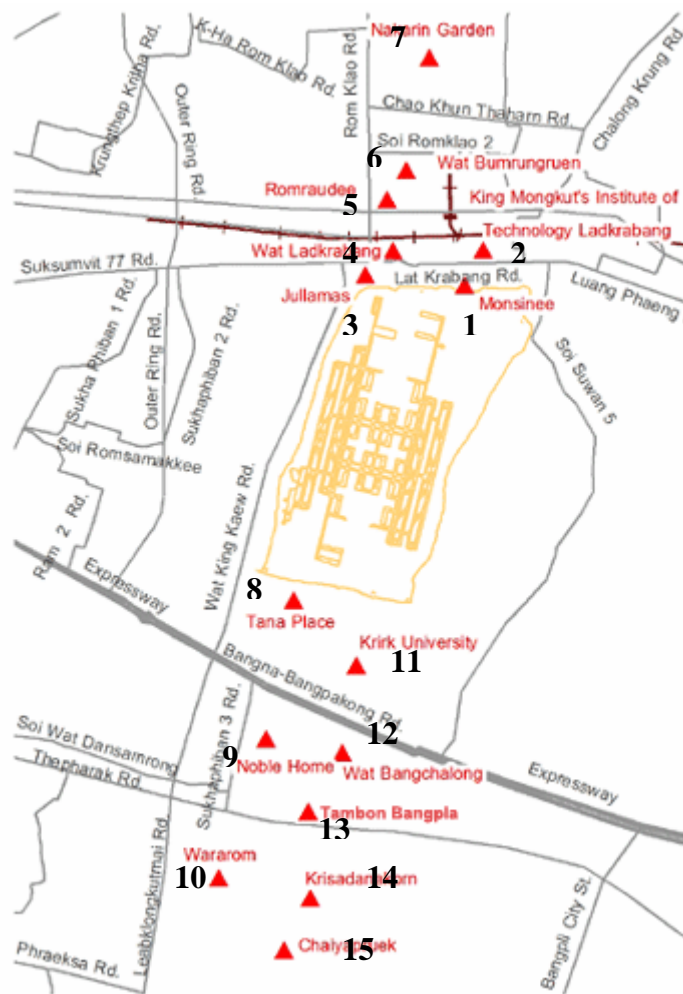 7
Nakarin Garden
K-Ha Rom Klao Rd.
Krungthep Kritha Rd.
Outer Ring Rd.
Rom Klao Rd.
Chao Khun Thaharn Rd.
Chalong Krung Rd.
Soi Romklao 2
6
Wat Bumrungruen
Romraudee
5
King Mongkut's Institute of
Technology Ladkrabang
4
Wat Ladkrabang
2
Suksumvit 77 Rd.
Lat Krabang Rd.
Luang Phaeng
Jullamas
Monsinee
3
1
Sukha Phiban 1 Rd.
Outer Ring Rd.
Sukhaphiban 2 Rd.
Soi Suwan 5
Soi Romsamakkee
Ram 2 Rd.
Wat King Kaew Rd.
Expressway
8
Tana Place
Krirk University
11
Bangna-Bangpakong Rd.
12
Soi Wat Dansamrong
Thepharak Rd.
Sukhaphiban 3 Rd.
9
Noble Home
Wat Bangchalong
Expressway
Tambon Bangpla
13
Leabklongkutmai Rd.
Wararom
10
14
Bangpli City St.
15
Phraeksa Rd.